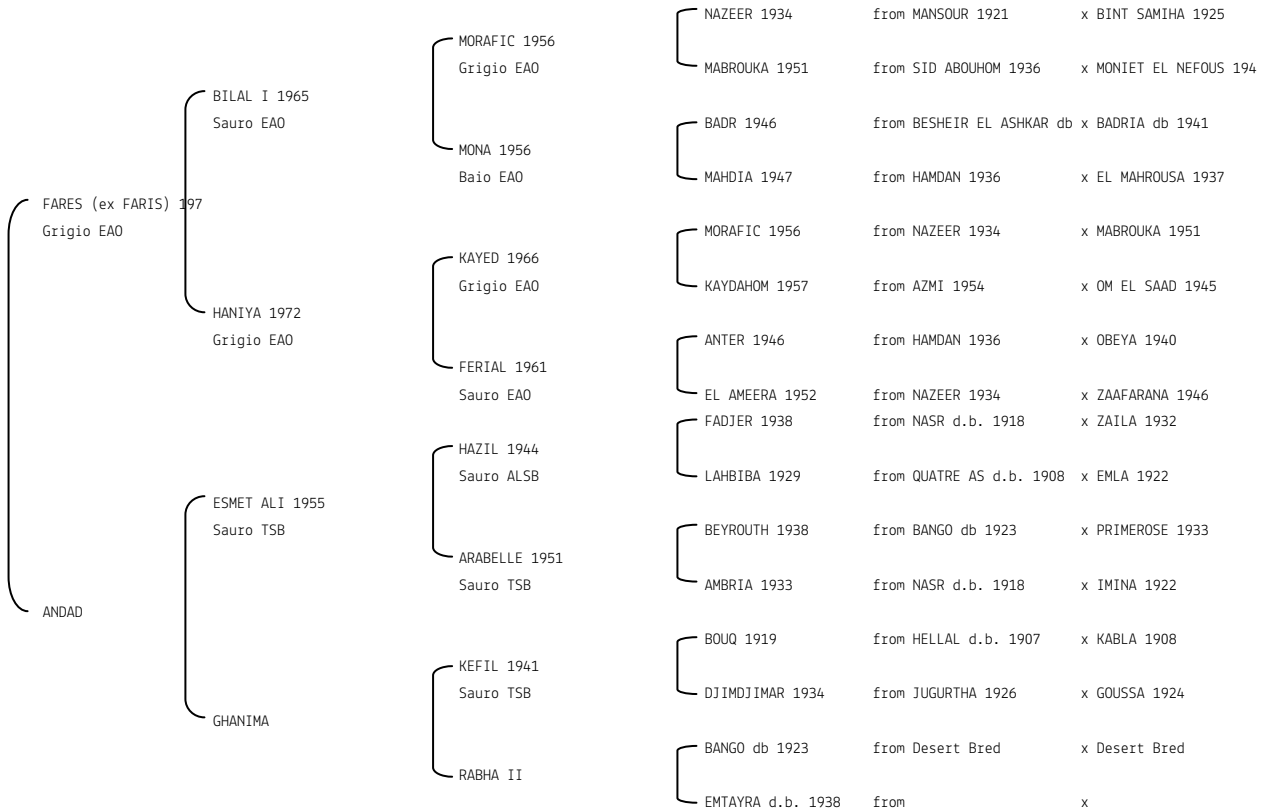 NAZEER 1934 from MANSOUR 1921 x BINT SAMIHA 1925
MORAFIC 1956
Grigio EAO MABROUKA 1951 from SID ABOUHOM 1936 x MONIET EL NEFOUS 194
BILAL I 1965
Sauro EAO BADR 1946 from BESHEIR EL ASHKAR db x BADRIA db 1941
MONA 1956
Baio EAO MAHDIA 1947 from HAMDAN 1936 x EL MAHROUSA 1937
FARES (ex FARIS) 197
Grigio EAO MORAFIC 1956 from NAZEER 1934 x MABROUKA 1951
KAYED 1966
Grigio EAO KAYDAHOM 1957 from AZMI 1954 x OM EL SAAD 1945
HANIYA 1972
Grigio EAO ANTER 1946 from HAMDAN 1936 x OBEYA 1940
FERIAL 1961
Sauro EAO EL AMEERA 1952 from NAZEER 1934 x ZAAFARANA 1946
FADJER 1938 from NASR d.b. 1918 x ZAILA 1932
HAZIL 1944
Sauro ALSB LAHBIBA 1929 from QUATRE AS d.b. 1908 x EMLA 1922
ESMET ALI 1955
Sauro TSB BEYROUTH 1938 from BANGO db 1923 x PRIMEROSE 1933
ARABELLE 1951
Sauro TSB AMBRIA 1933 from NASR d.b. 1918 x IMINA 1922
ANDAD
BOUQ 1919 from HELLAL d.b. 1907 x KABLA 1908
KEFIL 1941
Sauro TSB DJIMDJIMAR 1934 from JUGURTHA 1926 x GOUSSA 1924
GHANIMA
BANGO db 1923 from Desert Bred x Desert Bred
RABHA II
EMTAYRA d.b. 1938 from x